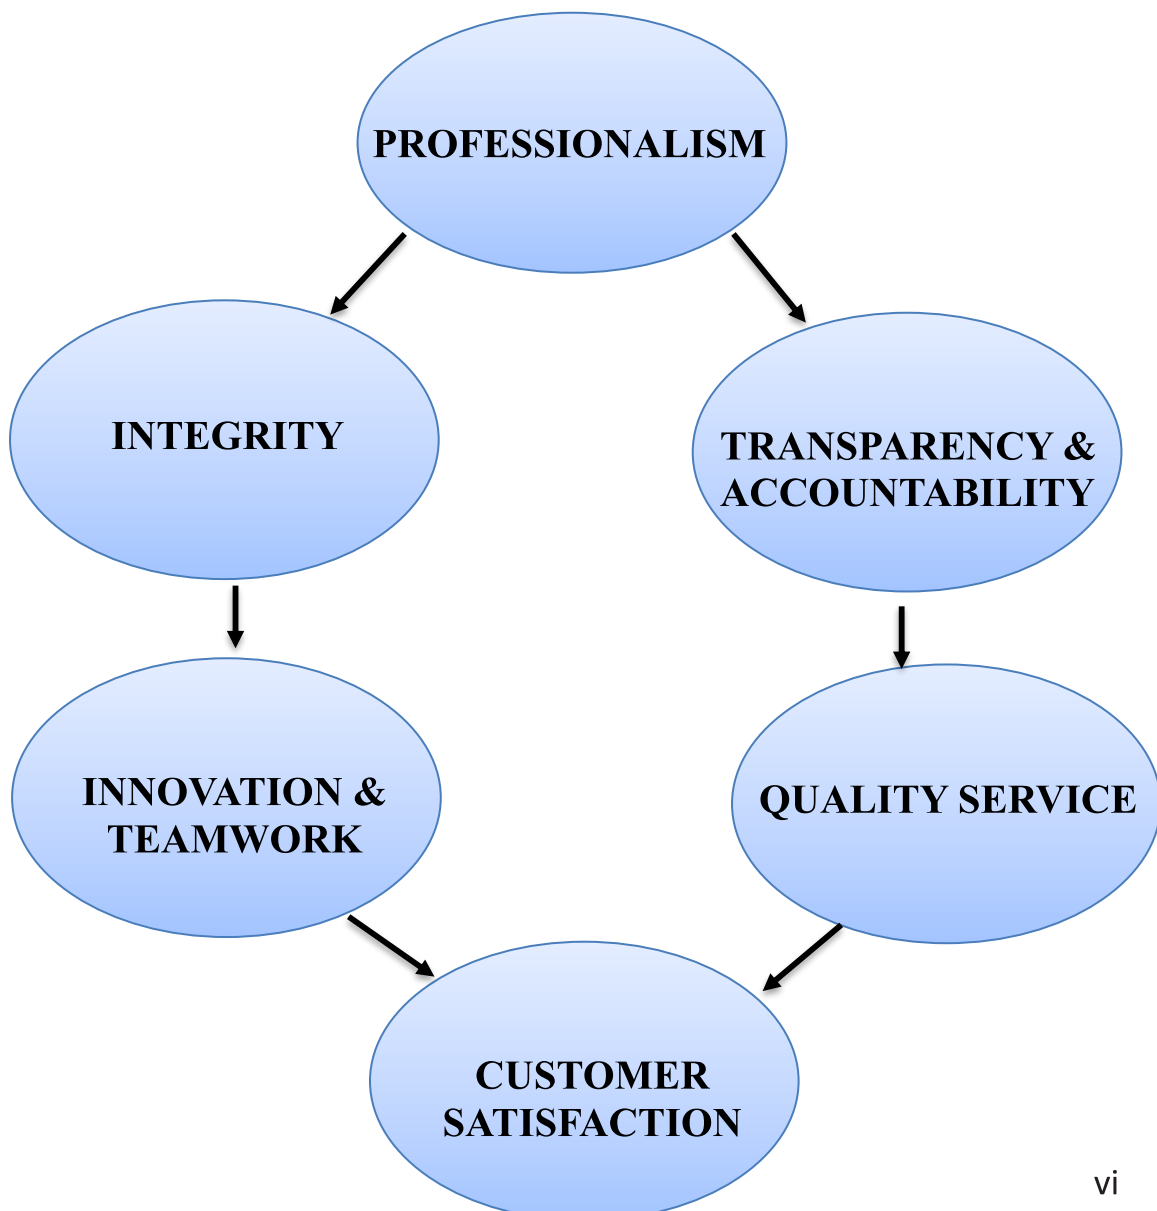 PROFESSIONALISM
INTEGRITY
TRANSPARENCY &
ACCOUNTABILITY
INNOVATION &
TEAMWORK
QUALITY SERVICE
CUSTOMER
SATISFACTION
vi